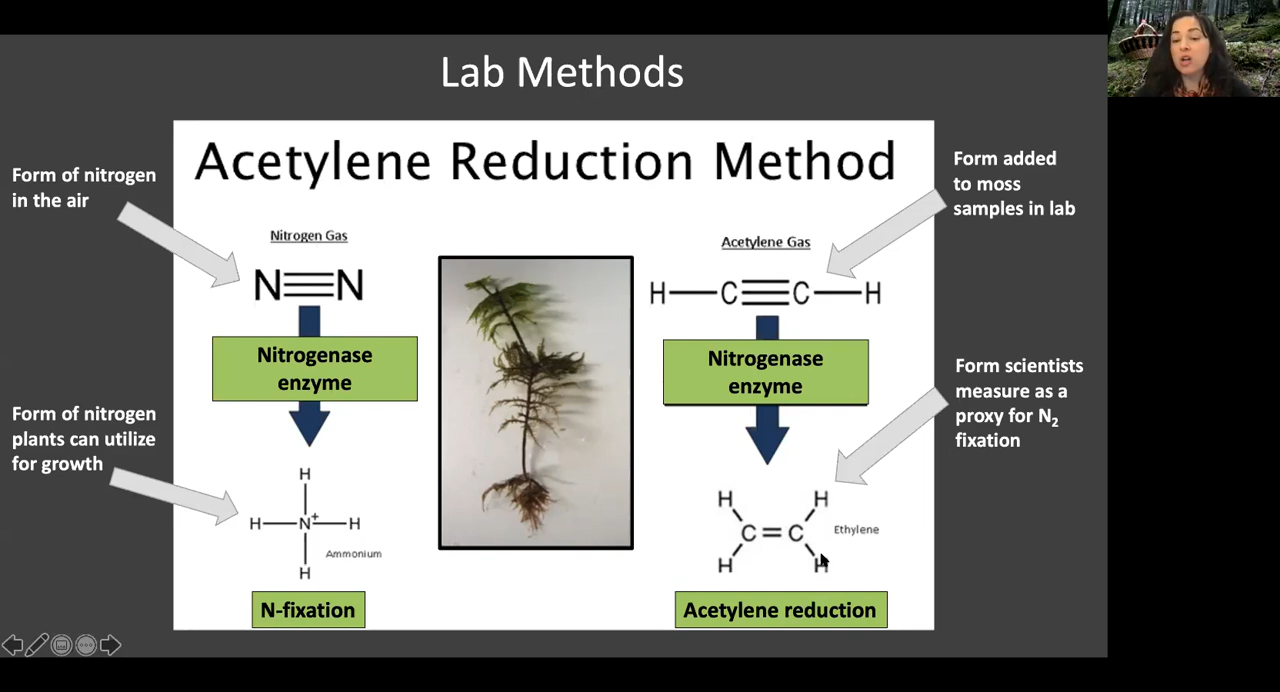 Lab Methods
Acetylene Reduction Method
Form of nitrogen
in the air
Nitrogen Gas
N≡N
Nitrogenase
enzyme
Form of nitrogen
plants can utilize
for growth
H
H—N⁺—H
H
Ammonium
N-fixation
Form added
to moss
samples in lab
Acetylene Gas
H—C≡C—H
Nitrogenase
enzyme
Form scientists
measure as a
proxy for N₂
fixation
H H
C=C
H H
Ethylene
Acetylene reduction